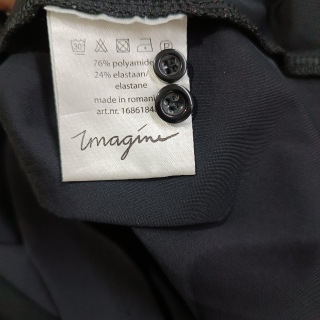 30°
P
76% polyamide
24% elastaan/
elastane
made in romania
art.nr. 1686184
imagine